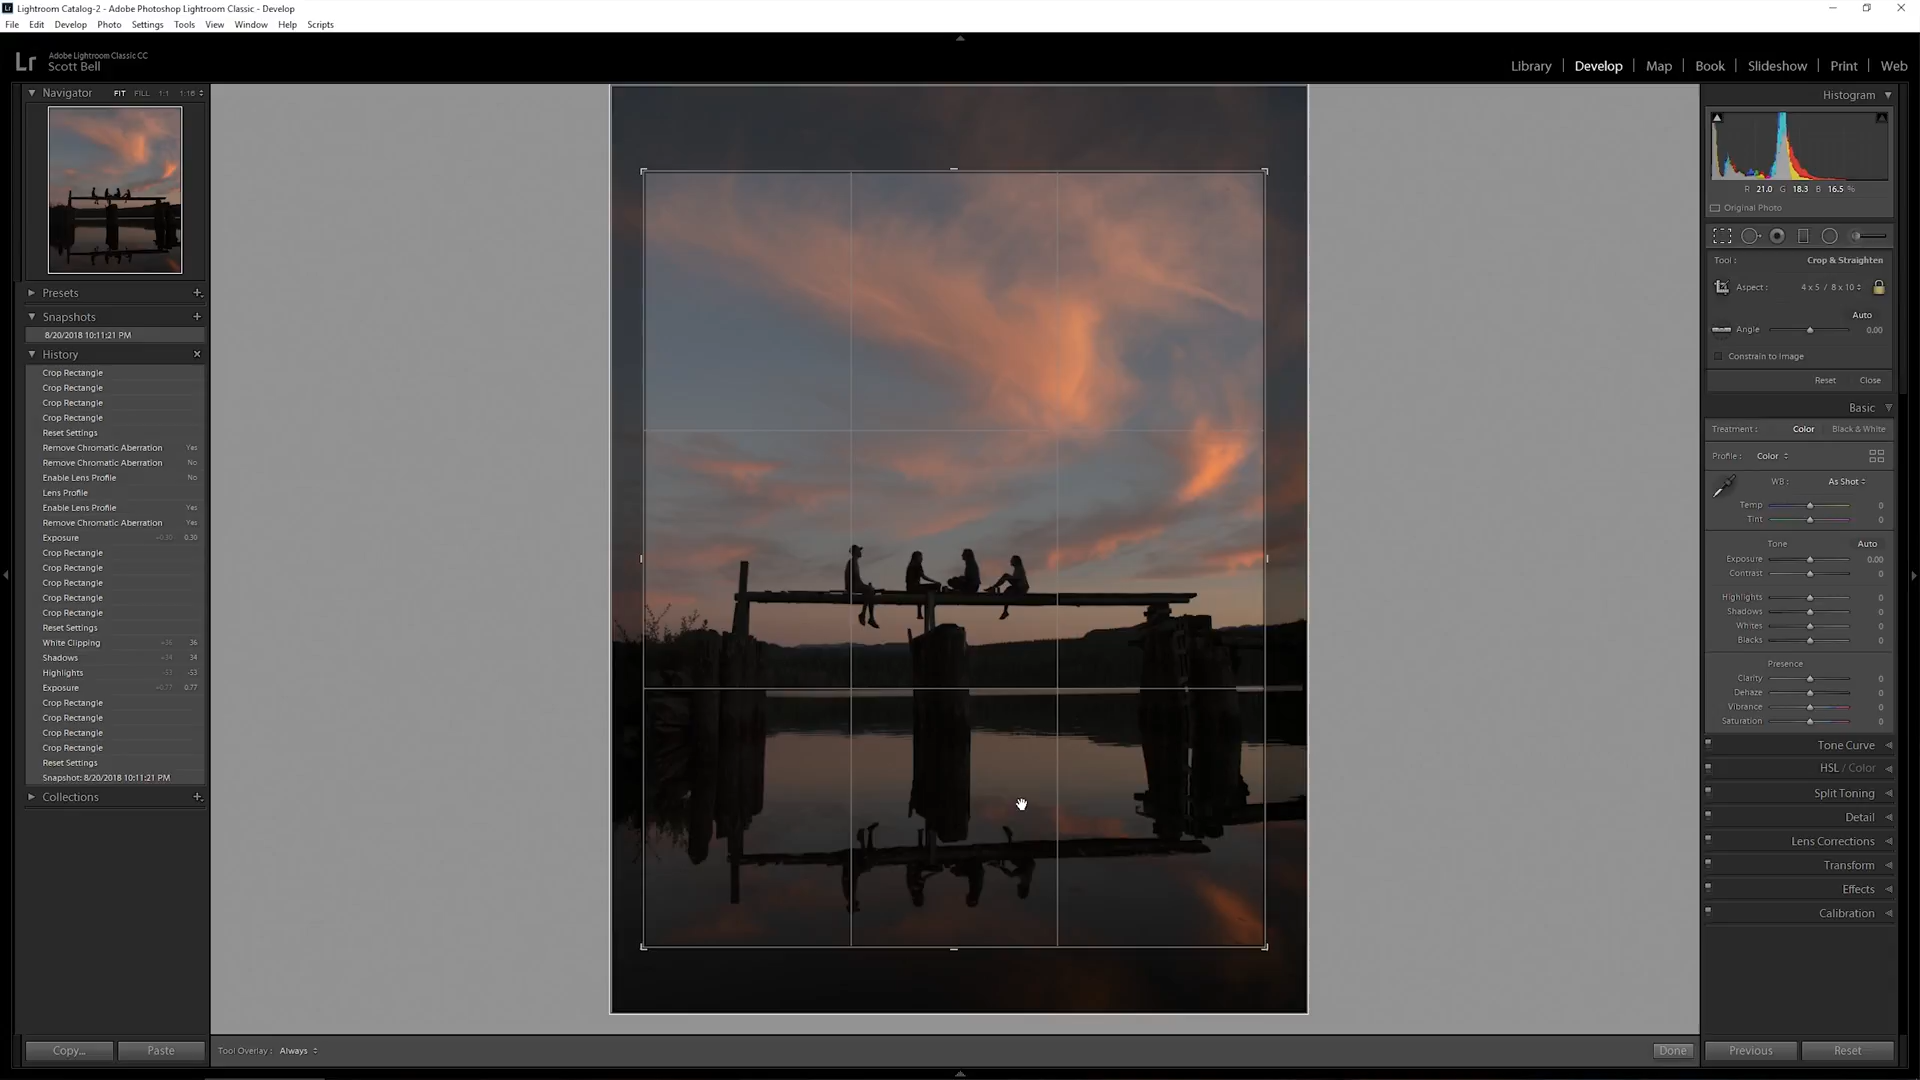 Lightroom Catalog-2 - Adobe Photoshop Lightroom Classic - Develop
File Edit Develop Photo Settings Tools View Window Help Scripts
Lr Adobe Lightroom Classic CC
Scott Bell
Library Develop Map Book Slideshow Print Web
Navigator FIT FILL 1:1 1:16
Presets
Snapshots
8/20/2018 10:11:21 PM
History
Crop Rectangle
Crop Rectangle
Crop Rectangle
Crop Rectangle
Reset Settings
Remove Chromatic Aberration Yes
Remove Chromatic Aberration No
Enable Lens Profile No
Lens Profile
Enable Lens Profile Yes
Remove Chromatic Aberration Yes
Exposure +0.30 0.30
Crop Rectangle
Crop Rectangle
Crop Rectangle
Crop Rectangle
Crop Rectangle
Reset Settings
White Clipping +36 36
Shadows +34 34
Highlights -53 -53
Exposure +0.77 0.77
Crop Rectangle
Crop Rectangle
Crop Rectangle
Crop Rectangle
Reset Settings
Snapshot: 8/20/2018 10:11:21 PM
Collections
Copy... Paste
Tool Overlay : Always
Done
Histogram
R 21.0 G 18.3 B 16.5 %
Original Photo
Tool : Crop & Straighten
Aspect : 4 x 5 / 8 x 10
Auto
Angle 0.00
Constrain to Image
Reset Close
Basic
Treatment : Color Black & White
Profile : Color
WB : As Shot
Temp 0
Tint 0
Tone Auto
Exposure 0.00
Contrast 0
Highlights 0
Shadows 0
Whites 0
Blacks 0
Presence
Clarity 0
Dehaze 0
Vibrance 0
Saturation 0
Tone Curve
HSL / Color
Split Toning
Detail
Lens Corrections
Transform
Effects
Calibration
Previous Reset